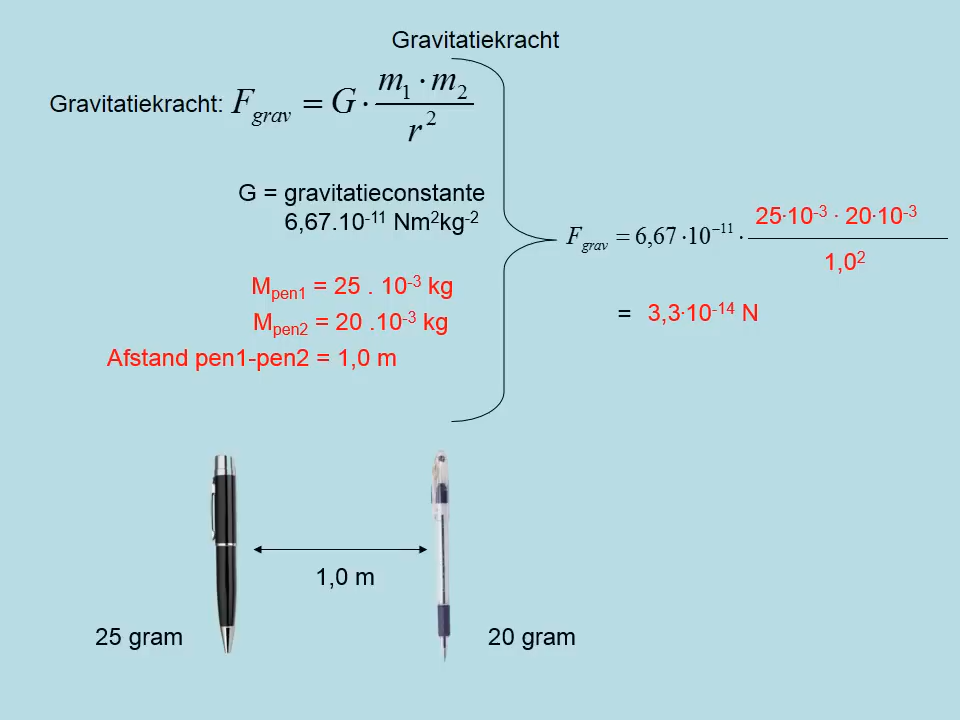 Gravitatiekracht
Gravitatiekracht: F_grav = G · (m₁ · m₂) / r²
G = gravitatieconstante
6,67.10⁻¹¹ Nm²kg⁻²
M_pen1 = 25 . 10⁻³ kg
M_pen2 = 20 .10⁻³ kg
Afstand pen1-pen2 = 1,0 m
F_grav = 6,67 · 10⁻¹¹ · (25·10⁻³ · 20·10⁻³) / 1,0²
= 3,3·10⁻¹⁴ N
1,0 m
25 gram
20 gram